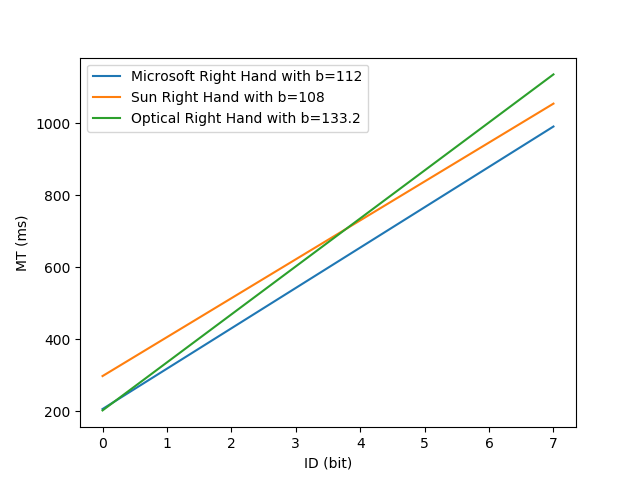 Microsoft Right Hand with b=112
Sun Right Hand with b=108
Optical Right Hand with b=133.2
MT (ms)
1000
800
600
400
200
0 1 2 3 4 5 6 7
ID (bit)